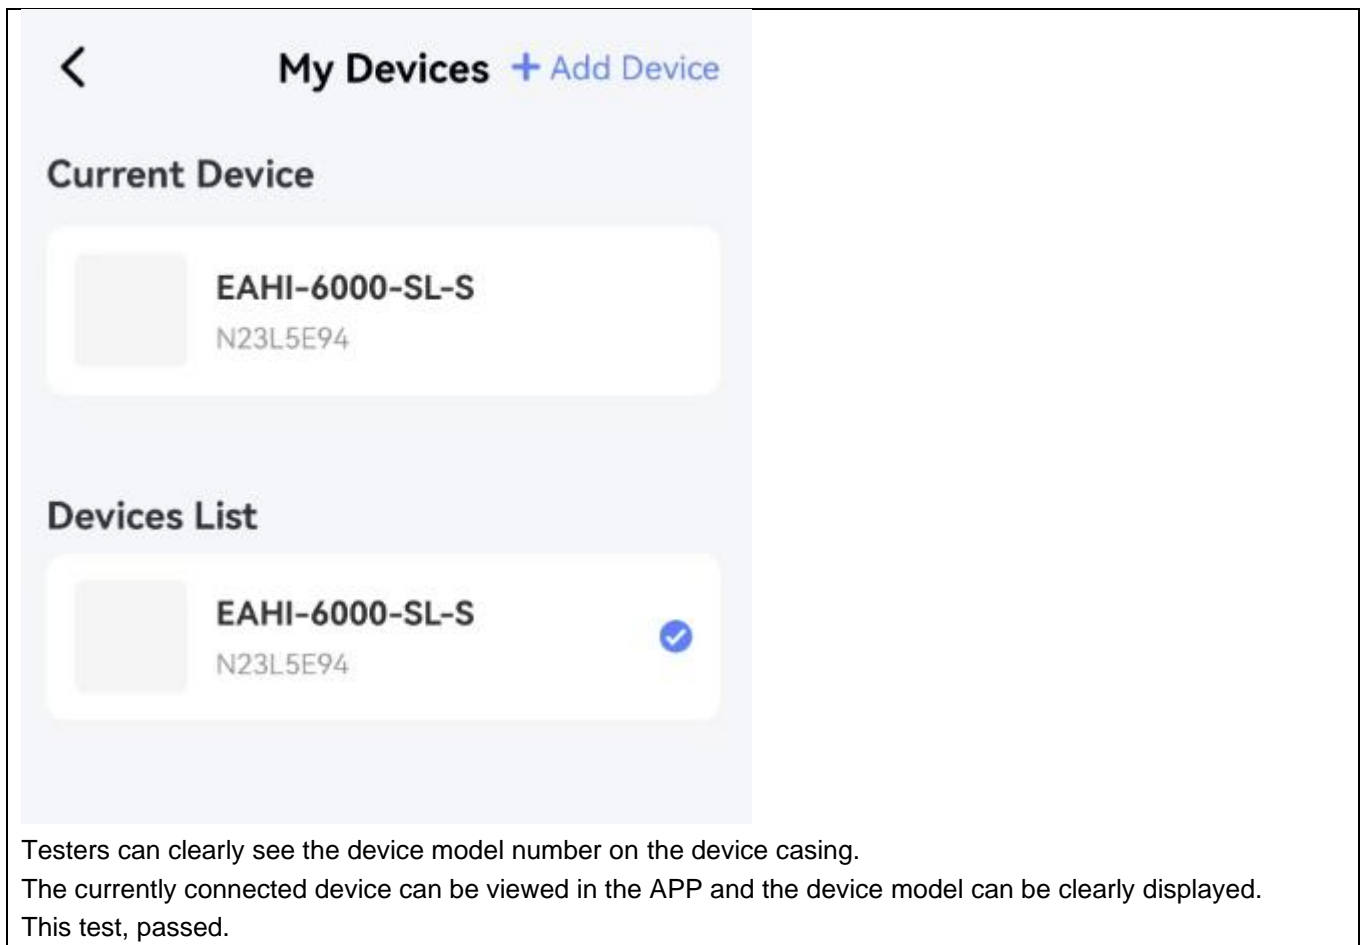 My Devices + Add Device
Current Device
EAHI-6000-SL-S
N23L5E94
Devices List
EAHI-6000-SL-S
N23L5E94
Testers can clearly see the device model number on the device casing.
The currently connected device can be viewed in the APP and the device model can be clearly displayed.
This test, passed.